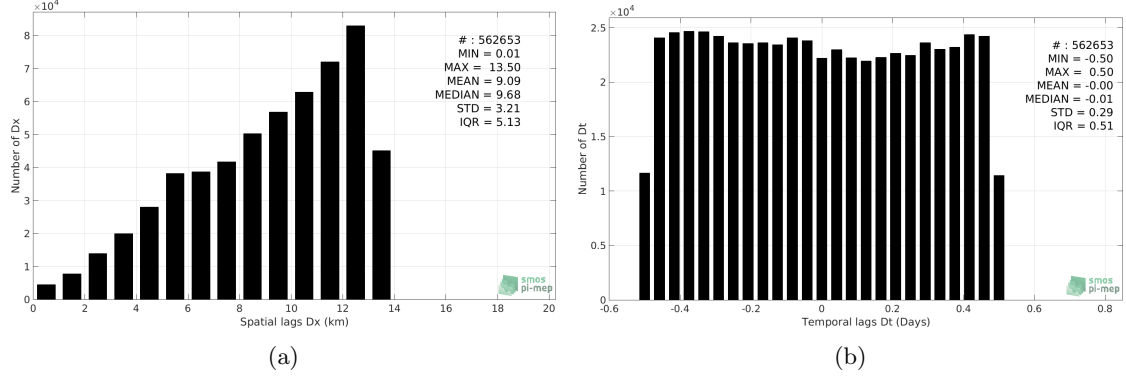 ×10⁴
9
8
7
6
5
4
3
2
1
0
Number of Dx
0 2 4 6 8 10 12 14 16 18 20
Spatial lags Dx (km)
# : 562653
MIN = 0.01
MAX = 13.50
MEAN = 9.09
MEDIAN = 9.68
STD = 3.21
IQR = 5.13
smos
pi-mep
(a)
×10⁴
2.5
2
1.5
1
0.5
0
Number of Dt
-0.6 -0.4 -0.2 0 0.2 0.4 0.6 0.8
Temporal lags Dt (Days)
# : 562653
MIN = -0.50
MAX = 0.50
MEAN = -0.00
MEDIAN = -0.01
STD = 0.29
IQR = 0.51
smos
pi-mep
(b)